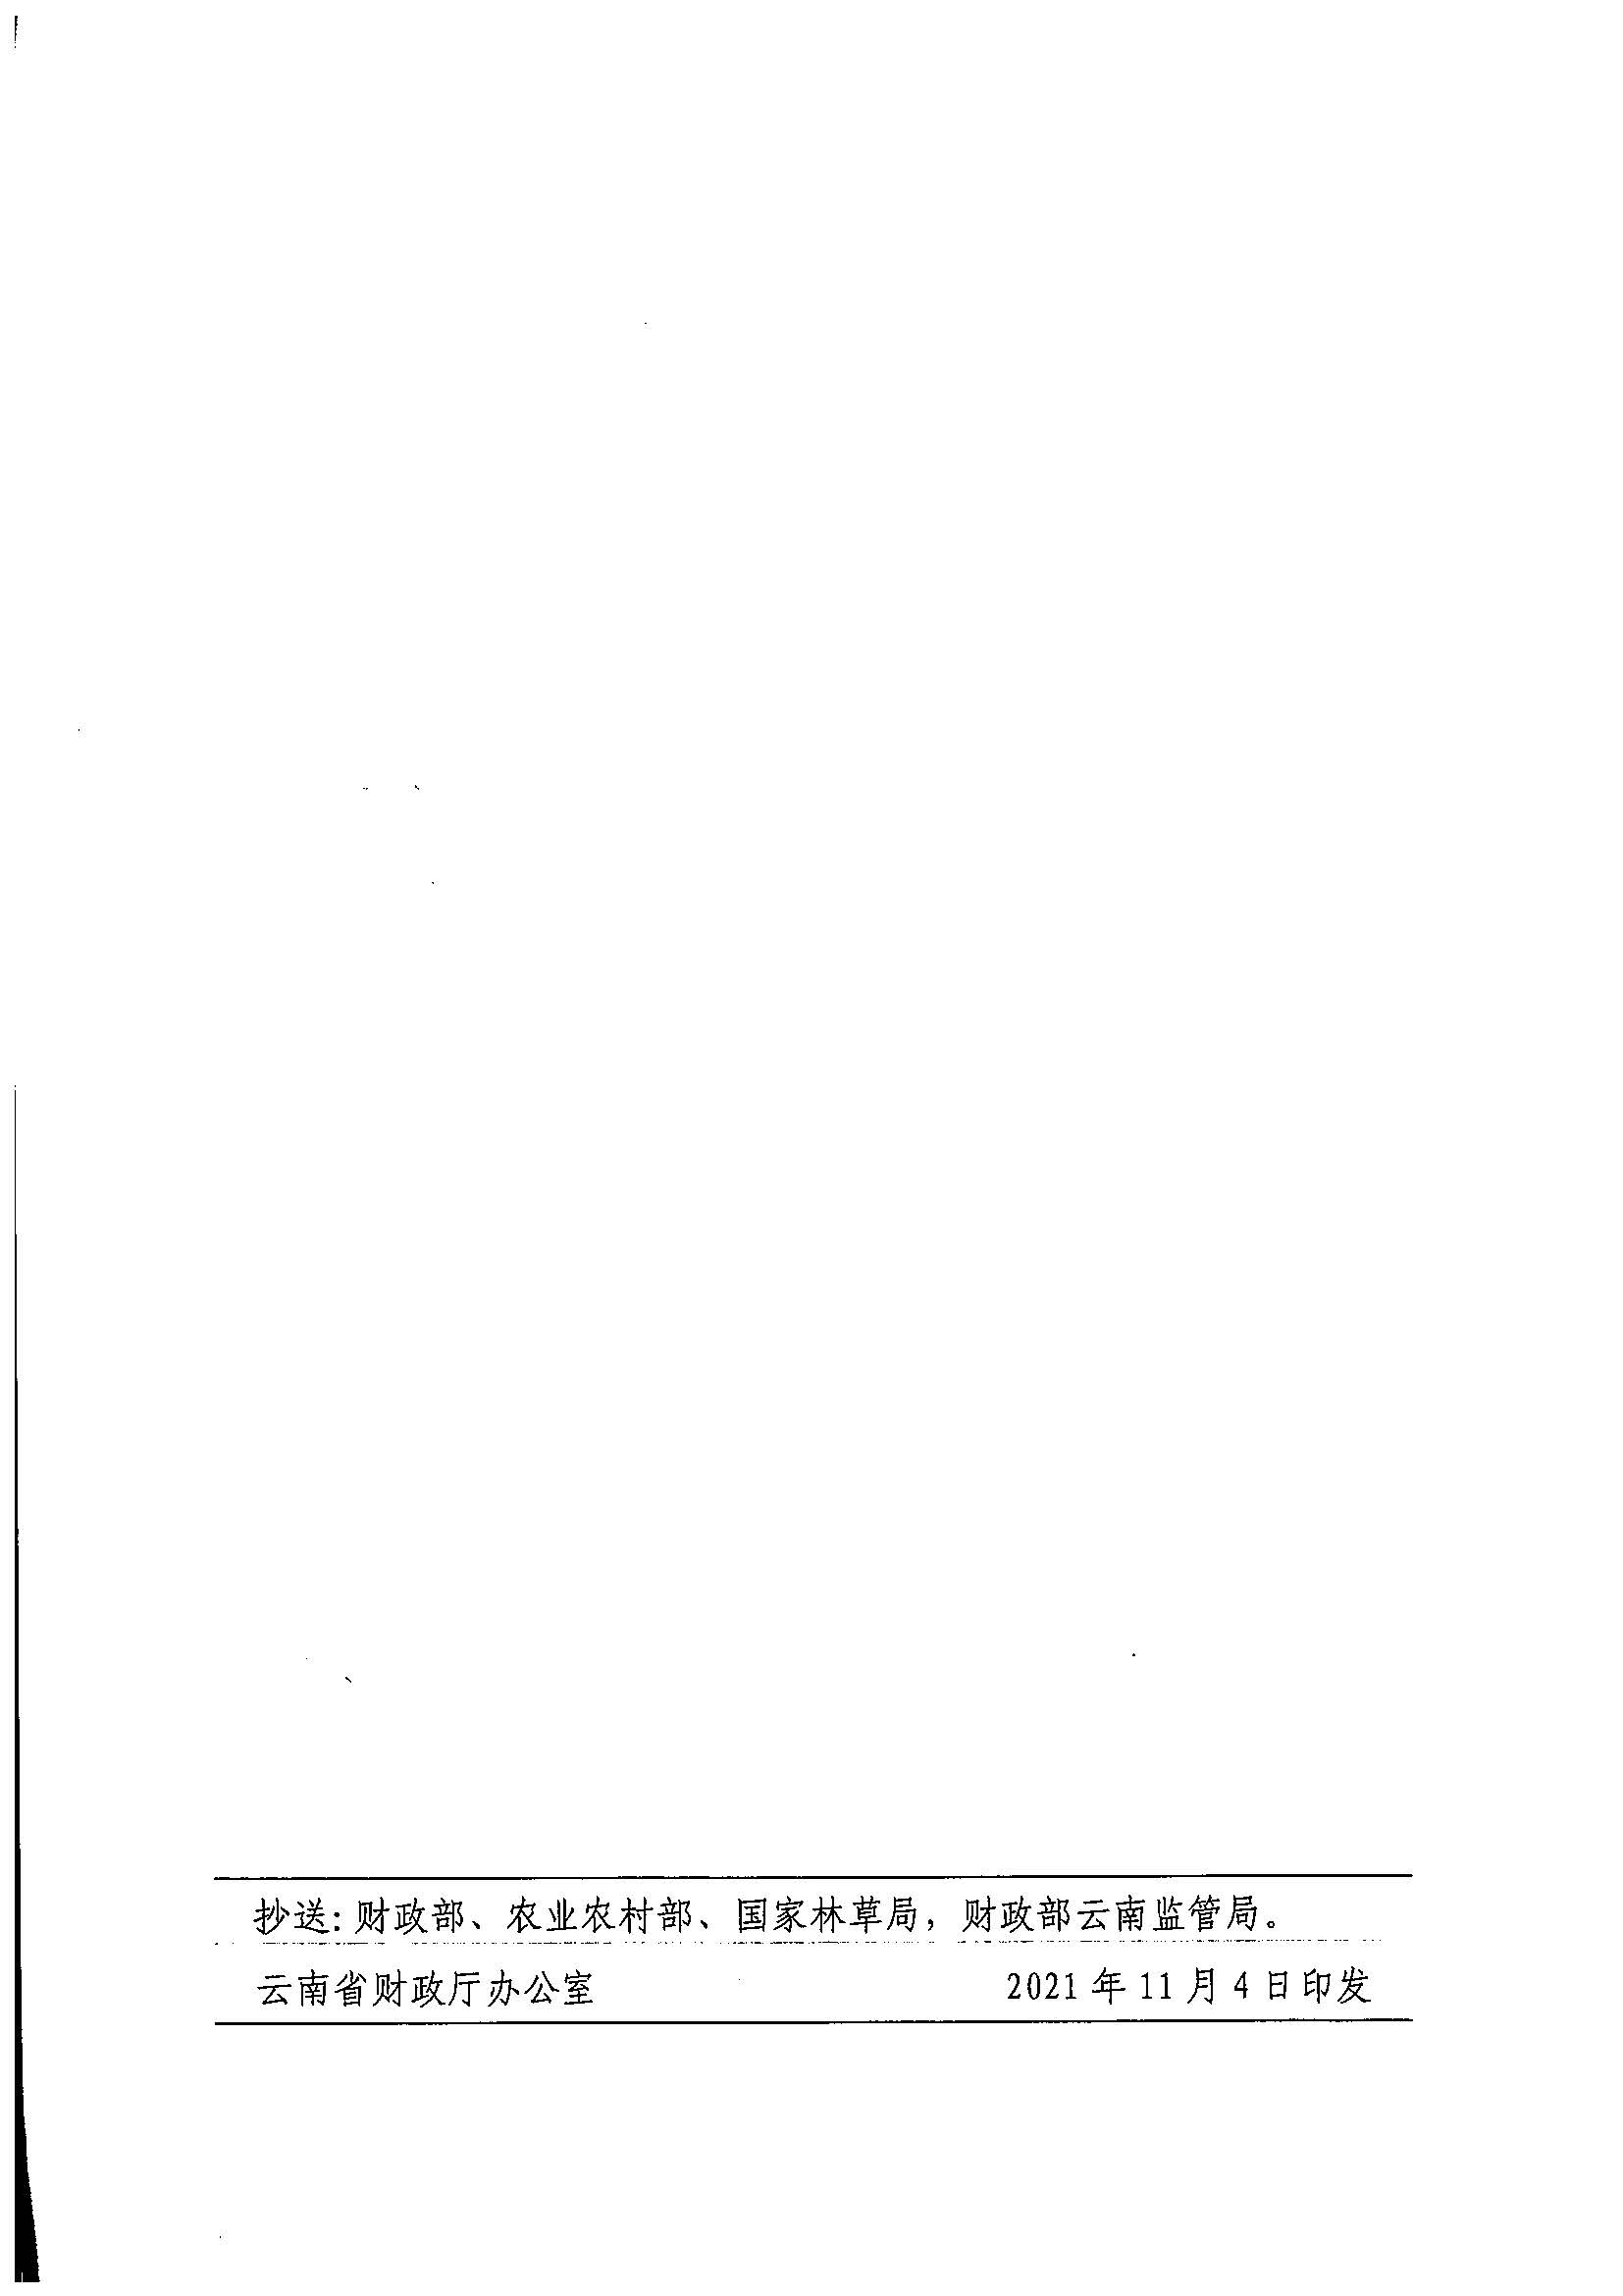 抄送：财政部、农业农村部、国家林草局，财政部云南监管局。
云南省财政厅办公室 2021年11月4日印发